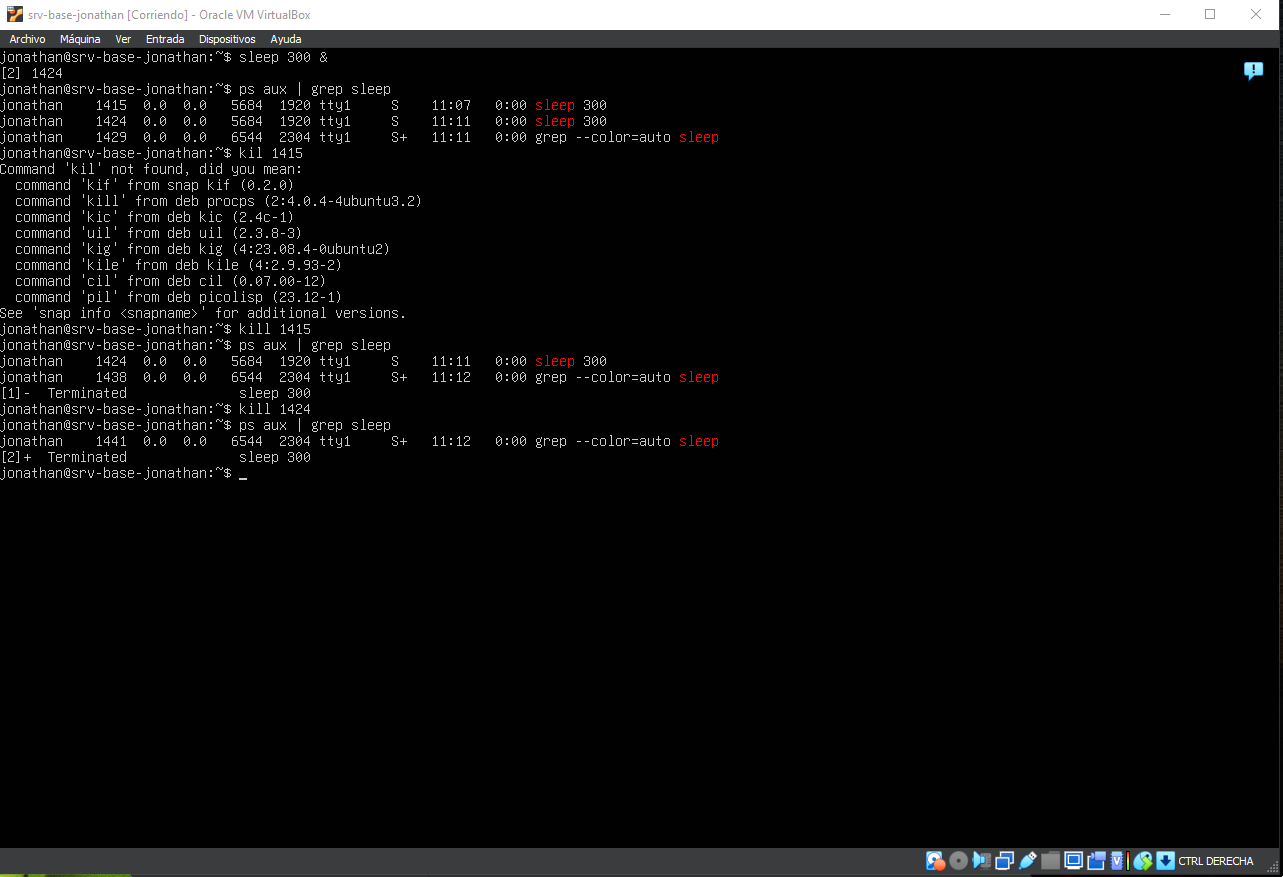 srv-base-jonathan [Corriendo] - Oracle VM VirtualBox
Archivo Máquina Ver Entrada Dispositivos Ayuda
jonathan@srv-base-jonathan:~$ sleep 300 &
[2] 1424
jonathan@srv-base-jonathan:~$ ps aux | grep sleep
jonathan    1415  0.0  0.0   5684  1920 tty1     S    11:07   0:00 sleep 300
jonathan    1424  0.0  0.0   5684  1920 tty1     S    11:11   0:00 sleep 300
jonathan    1429  0.0  0.0   6544  2304 tty1     S+   11:11   0:00 grep --color=auto sleep
jonathan@srv-base-jonathan:~$ kil 1415
Command 'kil' not found, did you mean:
  command 'kif' from snap kif (0.2.0)
  command 'kill' from deb procps (2:4.0.4-4ubuntu3.2)
  command 'kic' from deb kic (2.4c-1)
  command 'uil' from deb uil (2.3.8-3)
  command 'kig' from deb kig (4:23.08.4-0ubuntu2)
  command 'kile' from deb kile (4:2.9.93-2)
  command 'cil' from deb cil (0.07.00-12)
  command 'pil' from deb picolisp (23.12-1)
See 'snap info <snapname>' for additional versions.
jonathan@srv-base-jonathan:~$ kill 1415
jonathan@srv-base-jonathan:~$ ps aux | grep sleep
jonathan    1424  0.0  0.0   5684  1920 tty1     S    11:11   0:00 sleep 300
jonathan    1438  0.0  0.0   6544  2304 tty1     S+   11:12   0:00 grep --color=auto sleep
[1]-  Terminated              sleep 300
jonathan@srv-base-jonathan:~$ kill 1424
jonathan@srv-base-jonathan:~$ ps aux | grep sleep
jonathan    1441  0.0  0.0   6544  2304 tty1     S+   11:12   0:00 grep --color=auto sleep
[2]+  Terminated              sleep 300
jonathan@srv-base-jonathan:~$ _
CTRL DERECHA